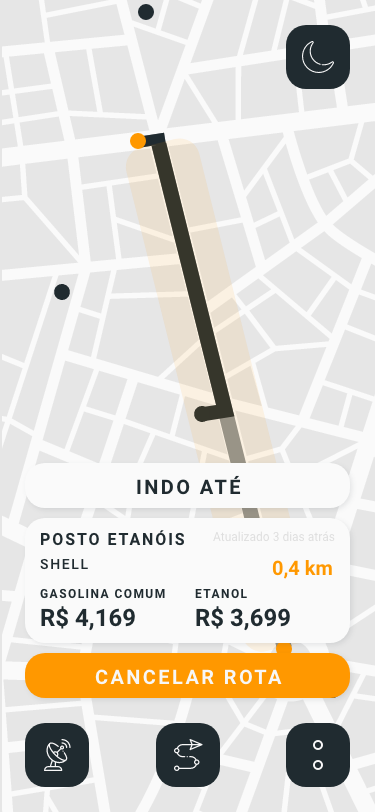 INDO ATÉ
POSTO ETANÓIS
Atualizado 3 dias atrás
SHELL
0,4 km
GASOLINA COMUM ETANOL
R$ 4,169 R$ 3,699
CANCELAR ROTA